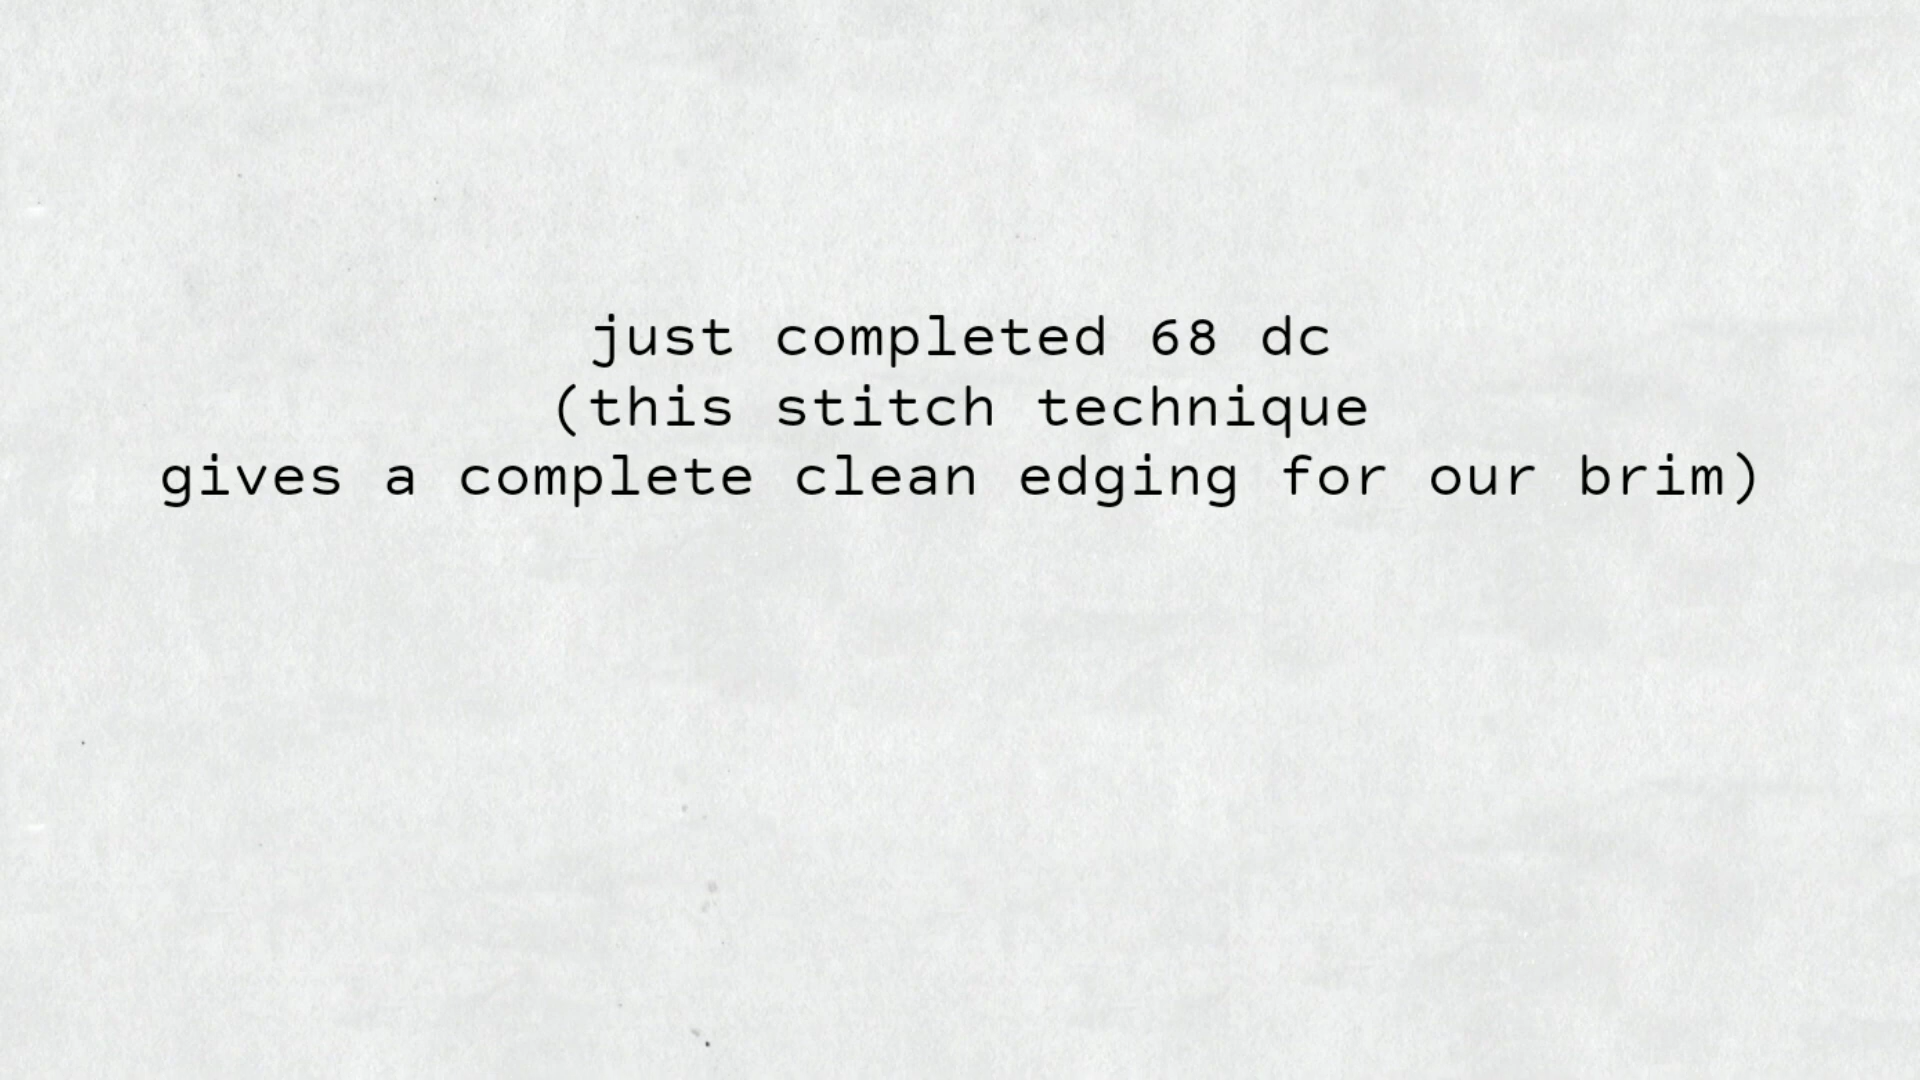 just completed 68 dc
(this stitch technique
gives a complete clean edging for our brim)